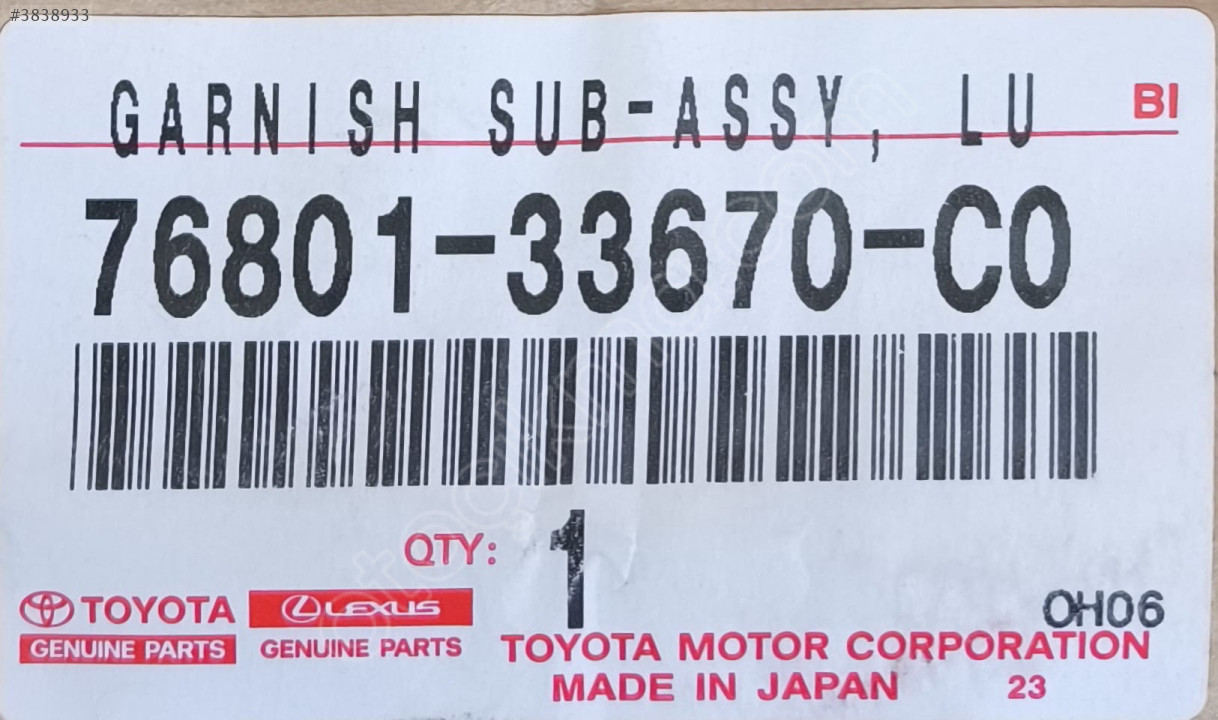 #3838933
GARNISH SUB-ASSY, LU
BI
76801-33670-C0
QTY: 1
TOYOTA LEXUS
GENUINE PARTS GENUINE PARTS
OH06
TOYOTA MOTOR CORPORATION
MADE IN JAPAN 23